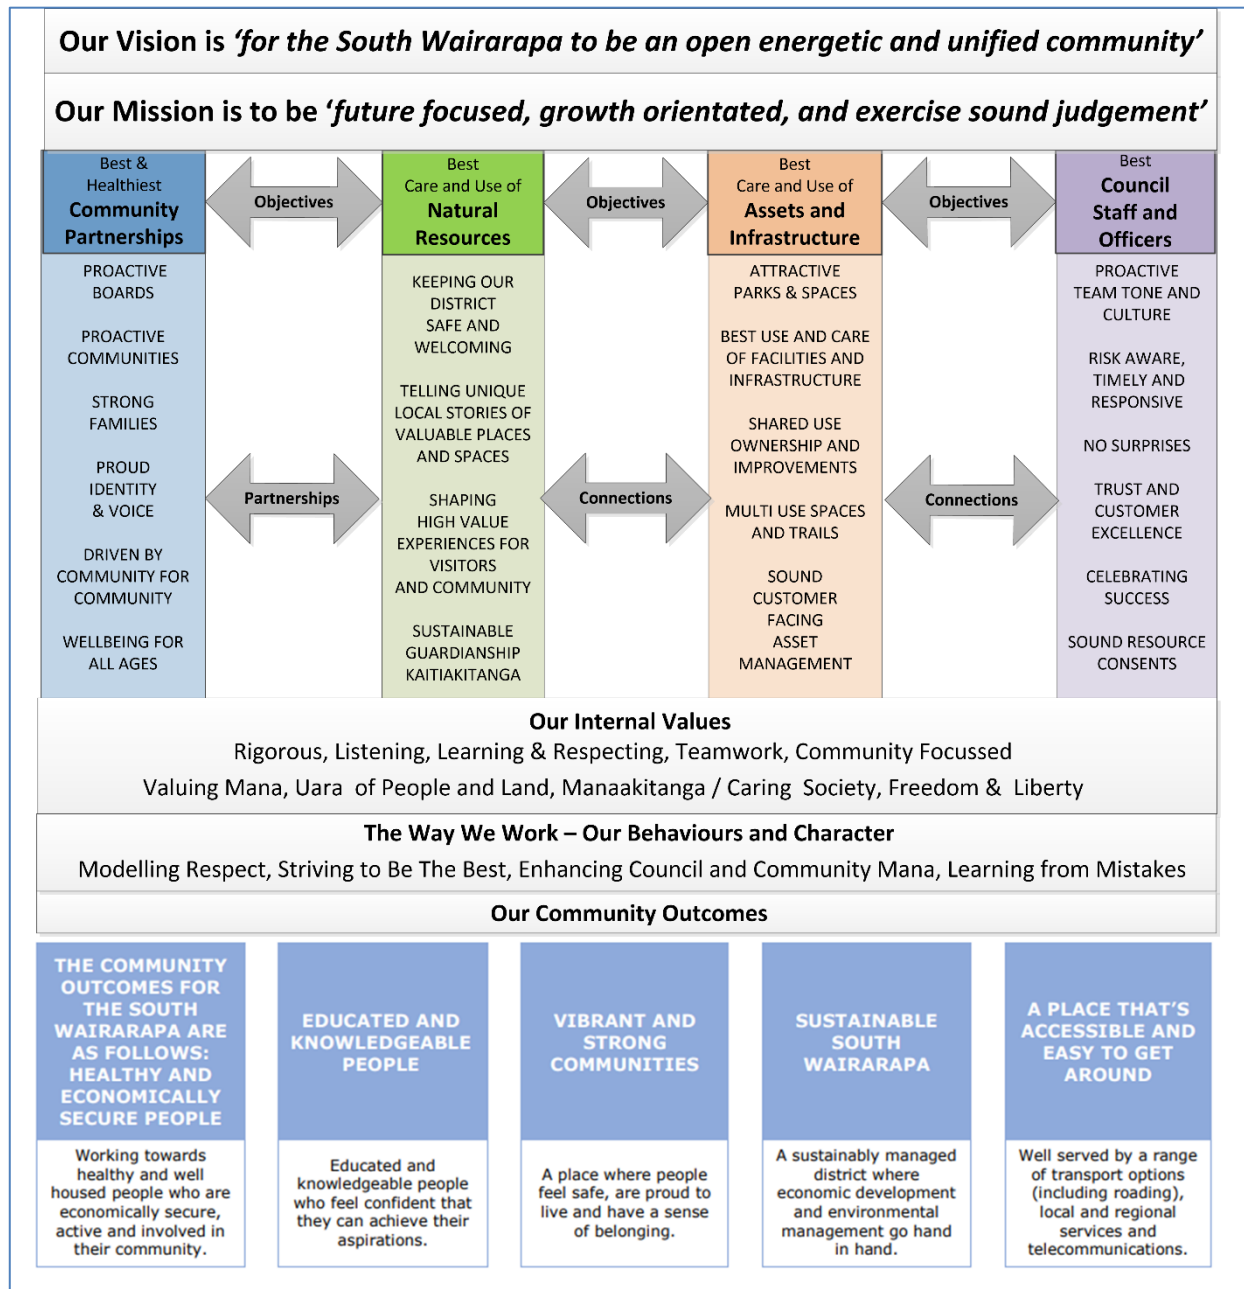 Our Vision is ‘for the South Wairarapa to be an open energetic and unified community’
Our Mission is to be ‘future focused, growth orientated, and exercise sound judgement’
Best &
Healthiest
Community
Partnerships
Objectives
Best
Care and Use of
Natural
Resources
Objectives
Best
Care and Use of
Assets and
Infrastructure
Objectives
Best
Council
Staff and
Officers
PROACTIVE
BOARDS
PROACTIVE
COMMUNITIES
STRONG
FAMILIES
PROUD
IDENTITY
& VOICE
DRIVEN BY
COMMUNITY FOR
COMMUNITY
WELLBEING FOR
ALL AGES
Partnerships
KEEPING OUR
DISTRICT
SAFE AND
WELCOMING
TELLING UNIQUE
LOCAL STORIES OF
VALUABLE PLACES
AND SPACES
SHAPING
HIGH VALUE
EXPERIENCES FOR
VISITORS
AND COMMUNITY
SUSTAINABLE
GUARDIANSHIP
KAITIAKITANGA
Connections
ATTRACTIVE
PARKS & SPACES
BEST USE AND CARE
OF FACILITIES AND
INFRASTRUCTURE
SHARED USE
OWNERSHIP AND
IMPROVEMENTS
MULTI USE SPACES
AND TRAILS
SOUND
CUSTOMER
FACING
ASSET
MANAGEMENT
Connections
PROACTIVE
TEAM TONE AND
CULTURE
RISK AWARE,
TIMELY AND
RESPONSIVE
NO SURPRISES
TRUST AND
CUSTOMER
EXCELLENCE
CELEBRATING
SUCCESS
SOUND RESOURCE
CONSENTS
Our Internal Values
Rigorous, Listening, Learning & Respecting, Teamwork, Community Focussed
Valuing Mana, Uara of People and Land, Manaakitanga / Caring Society, Freedom & Liberty
The Way We Work – Our Behaviours and Character
Modelling Respect, Striving to Be The Best, Enhancing Council and Community Mana, Learning from Mistakes
Our Community Outcomes
THE COMMUNITY
OUTCOMES FOR
THE SOUTH
WAIRARAPA ARE
AS FOLLOWS:
HEALTHY AND
ECONOMICALLY
SECURE PEOPLE
Working towards
healthy and well
housed people who are
economically secure,
active and involved in
their community.
EDUCATED AND
KNOWLEDGEABLE
PEOPLE
Educated and
knowledgeable people
who feel confident that
they can achieve their
aspirations.
VIBRANT AND
STRONG
COMMUNITIES
A place where people
feel safe, are proud to
live and have a sense
of belonging.
SUSTAINABLE
SOUTH
WAIRARAPA
A sustainably managed
district where
economic development
and environmental
management go hand
in hand.
A PLACE THAT’S
ACCESSIBLE AND
EASY TO GET
AROUND
Well served by a range
of transport options
(including roading),
local and regional
services and
telecommunications.